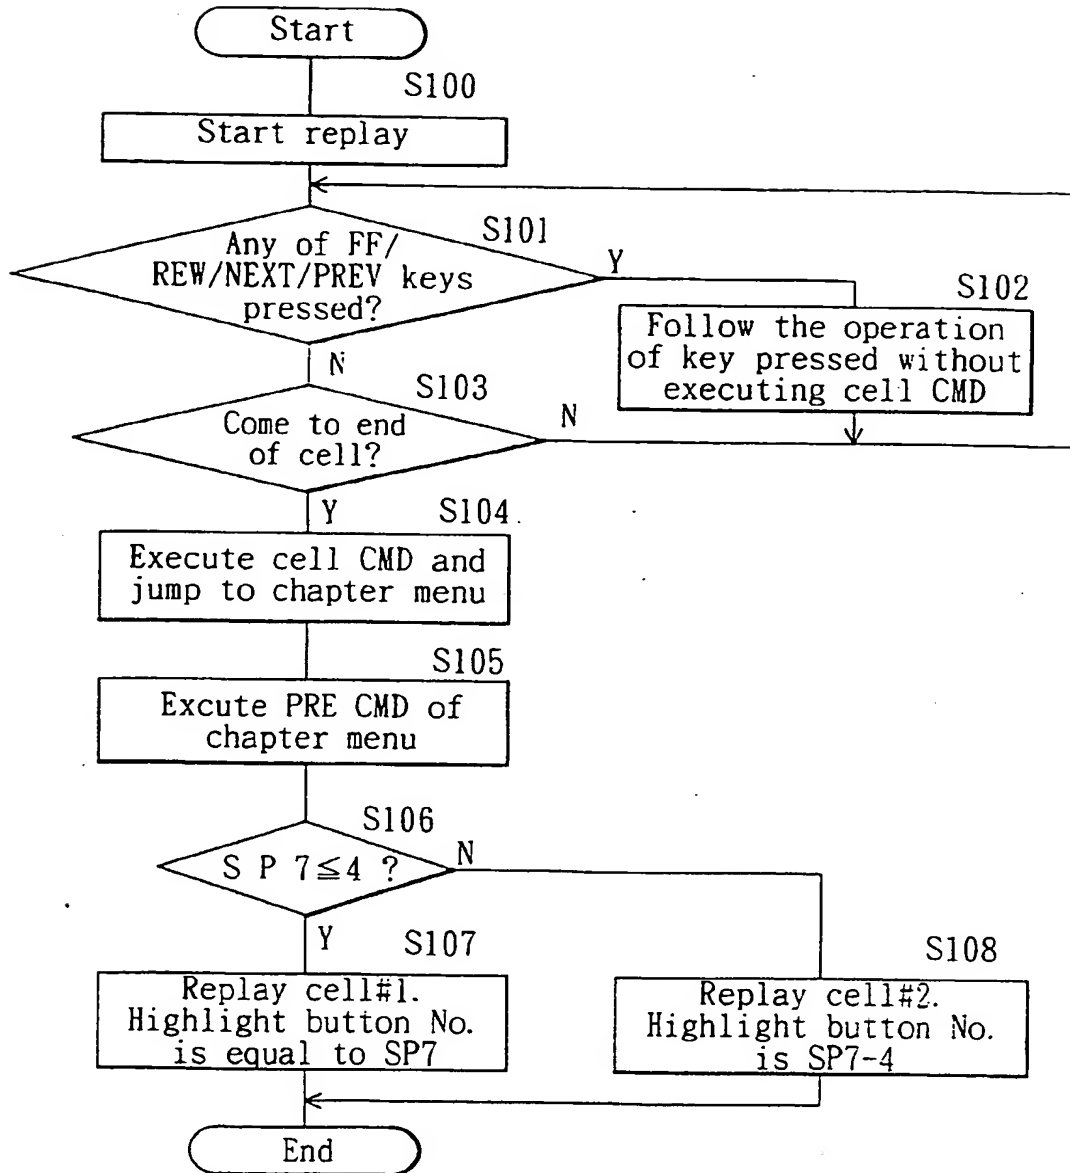 Start
S100
Start replay
S101
Any of FF/
REW/NEXT/PREV keys
pressed?
Y
S102
Follow the operation
of key pressed without
executing cell CMD
N
S103
Come to end
of cell?
N
Y
S104
Execute cell CMD and
jump to chapter menu
S105
Excute PRE CMD of
chapter menu
S106
S P 7≦4 ?
N
Y
S107
Replay cell#1.
Highlight button No.
is equal to SP7
S108
Replay cell#2.
Highlight button No.
is SP7-4
End